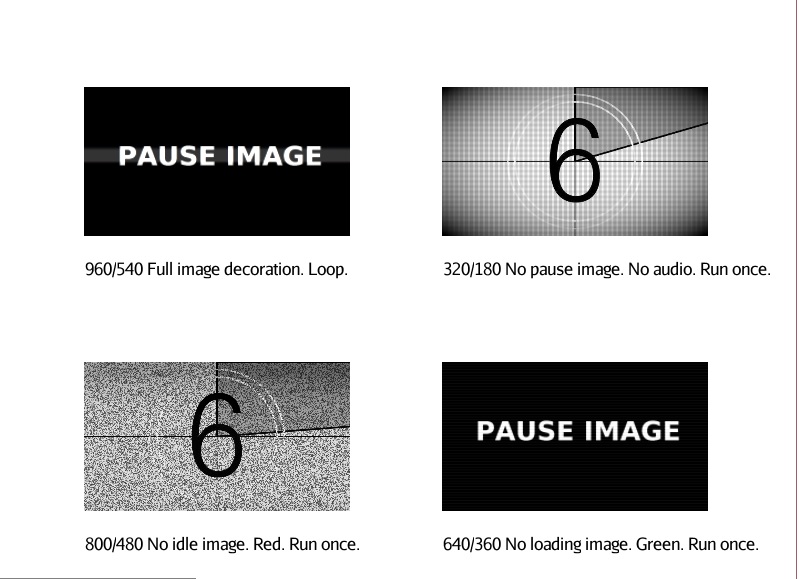 PAUSE IMAGE
6
960/540 Full image decoration. Loop.
320/180 No pause image. No audio. Run once.
6
PAUSE IMAGE
800/480 No idle image. Red. Run once.
640/360 No loading image. Green. Run once.